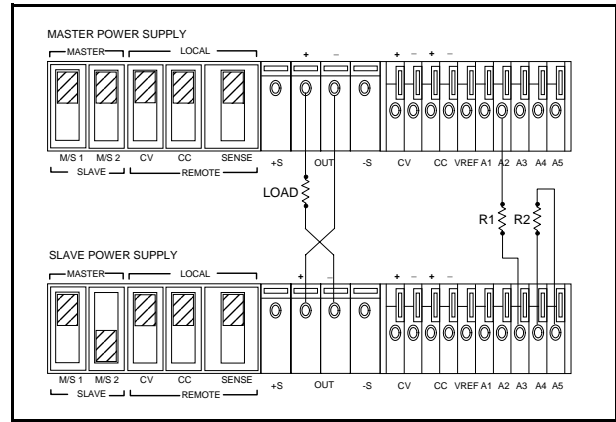 MASTER POWER SUPPLY
MASTER LOCAL + − + − + −
M/S 1 M/S 2 CV CC SENSE +S OUT -S CV CC VREF A1 A2 A3 A4 A5
SLAVE REMOTE
LOAD R1 R2
SLAVE POWER SUPPLY
MASTER LOCAL + − + − + −
M/S 1 M/S 2 CV CC SENSE +S OUT -S CV CC VREF A1 A2 A3 A4 A5
SLAVE REMOTE